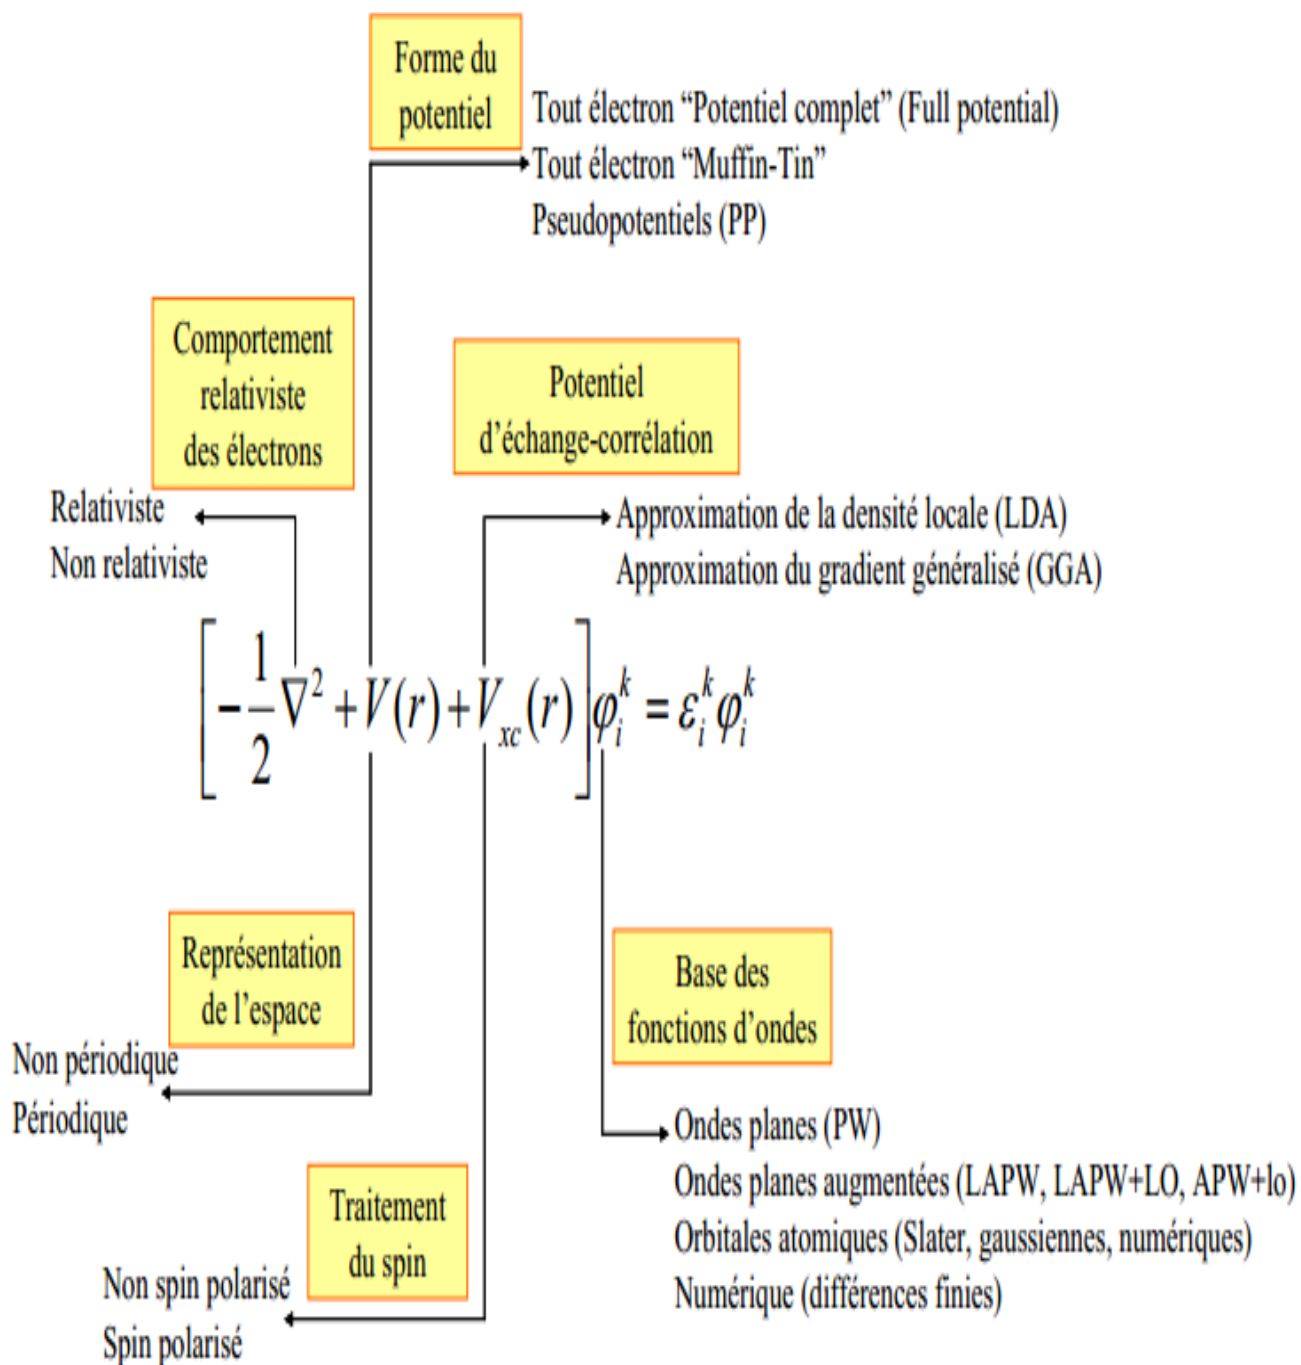 Forme du
potentiel
Tout électron “Potentiel complet” (Full potential)
Tout électron “Muffin-Tin”
Pseudopotentiels (PP)
Comportement
relativiste
des électrons
Potentiel
d’échange-corrélation
Relativiste
Non relativiste
Approximation de la densité locale (LDA)
Approximation du gradient généralisé (GGA)
[-1/2 ∇² + V(r) + V_xc(r)] φ_i^k = ε_i^k φ_i^k
Représentation
de l’espace
Base des
fonctions d’ondes
Non périodique
Périodique
Ondes planes (PW)
Ondes planes augmentées (LAPW, LAPW+LO, APW+lo)
Orbitales atomiques (Slater, gaussiennes, numériques)
Numérique (différences finies)
Traitement
du spin
Non spin polarisé
Spin polarisé